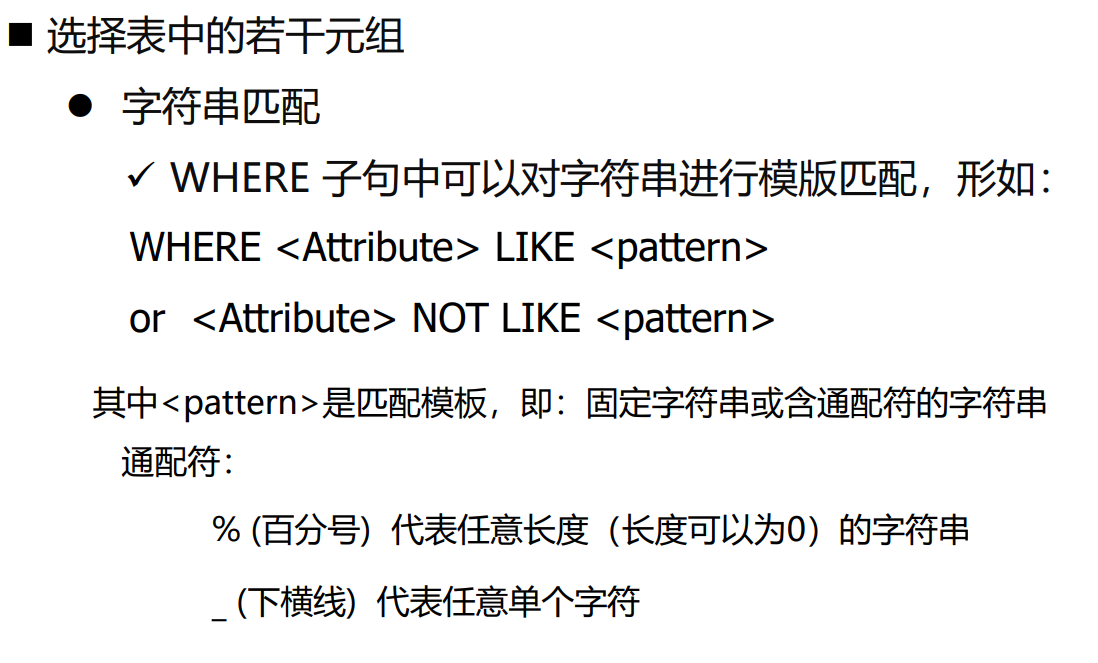 ■ 选择表中的若干元组
● 字符串匹配
✓ WHERE 子句中可以对字符串进行模版匹配，形如：
WHERE <Attribute> LIKE <pattern>
or <Attribute> NOT LIKE <pattern>
其中<pattern>是匹配模板，即：固定字符串或含通配符的字符串
通配符：
% (百分号）代表任意长度（长度可以为0）的字符串
_ (下横线）代表任意单个字符